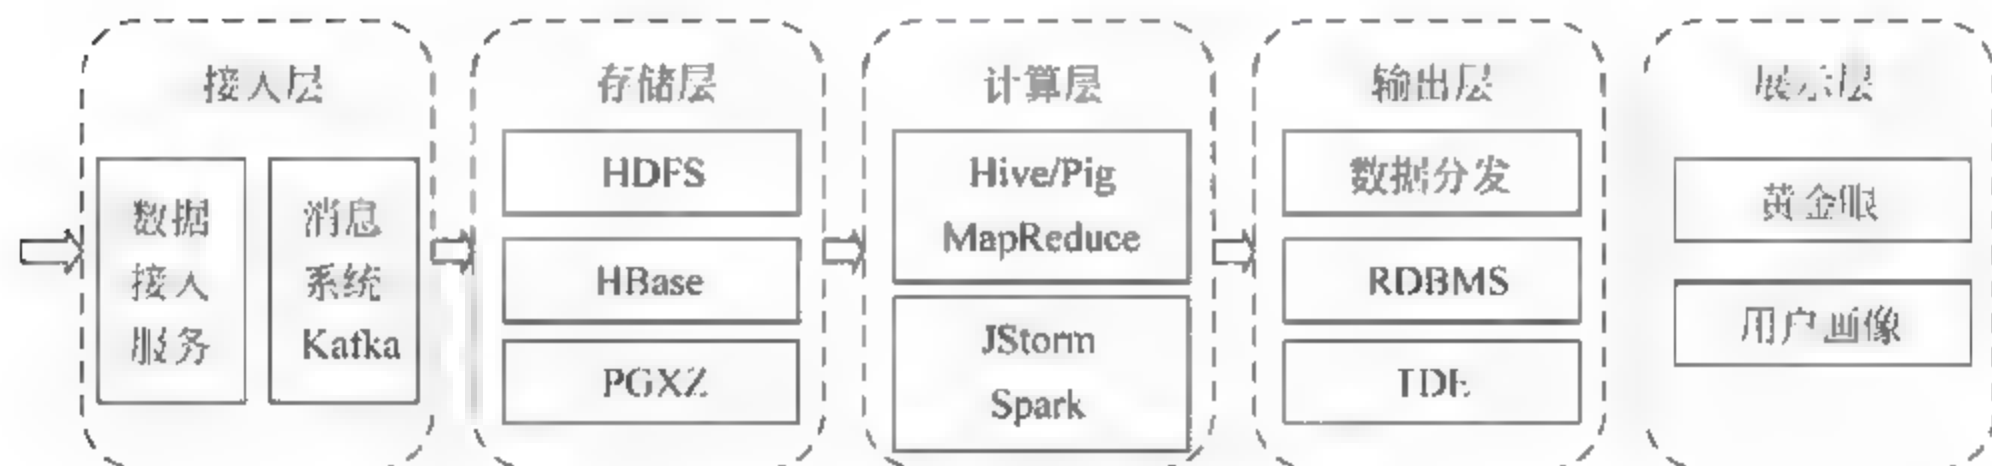 接入层
数据
接入
服务
消息
系统
Kafka
存储层
HDFS
HBase
PGXZ
计算层
Hive/Pig
MapReduce
JStorm
Spark
输出层
数据分发
RDBMS
TDE
展示层
黄金眼
用户画像